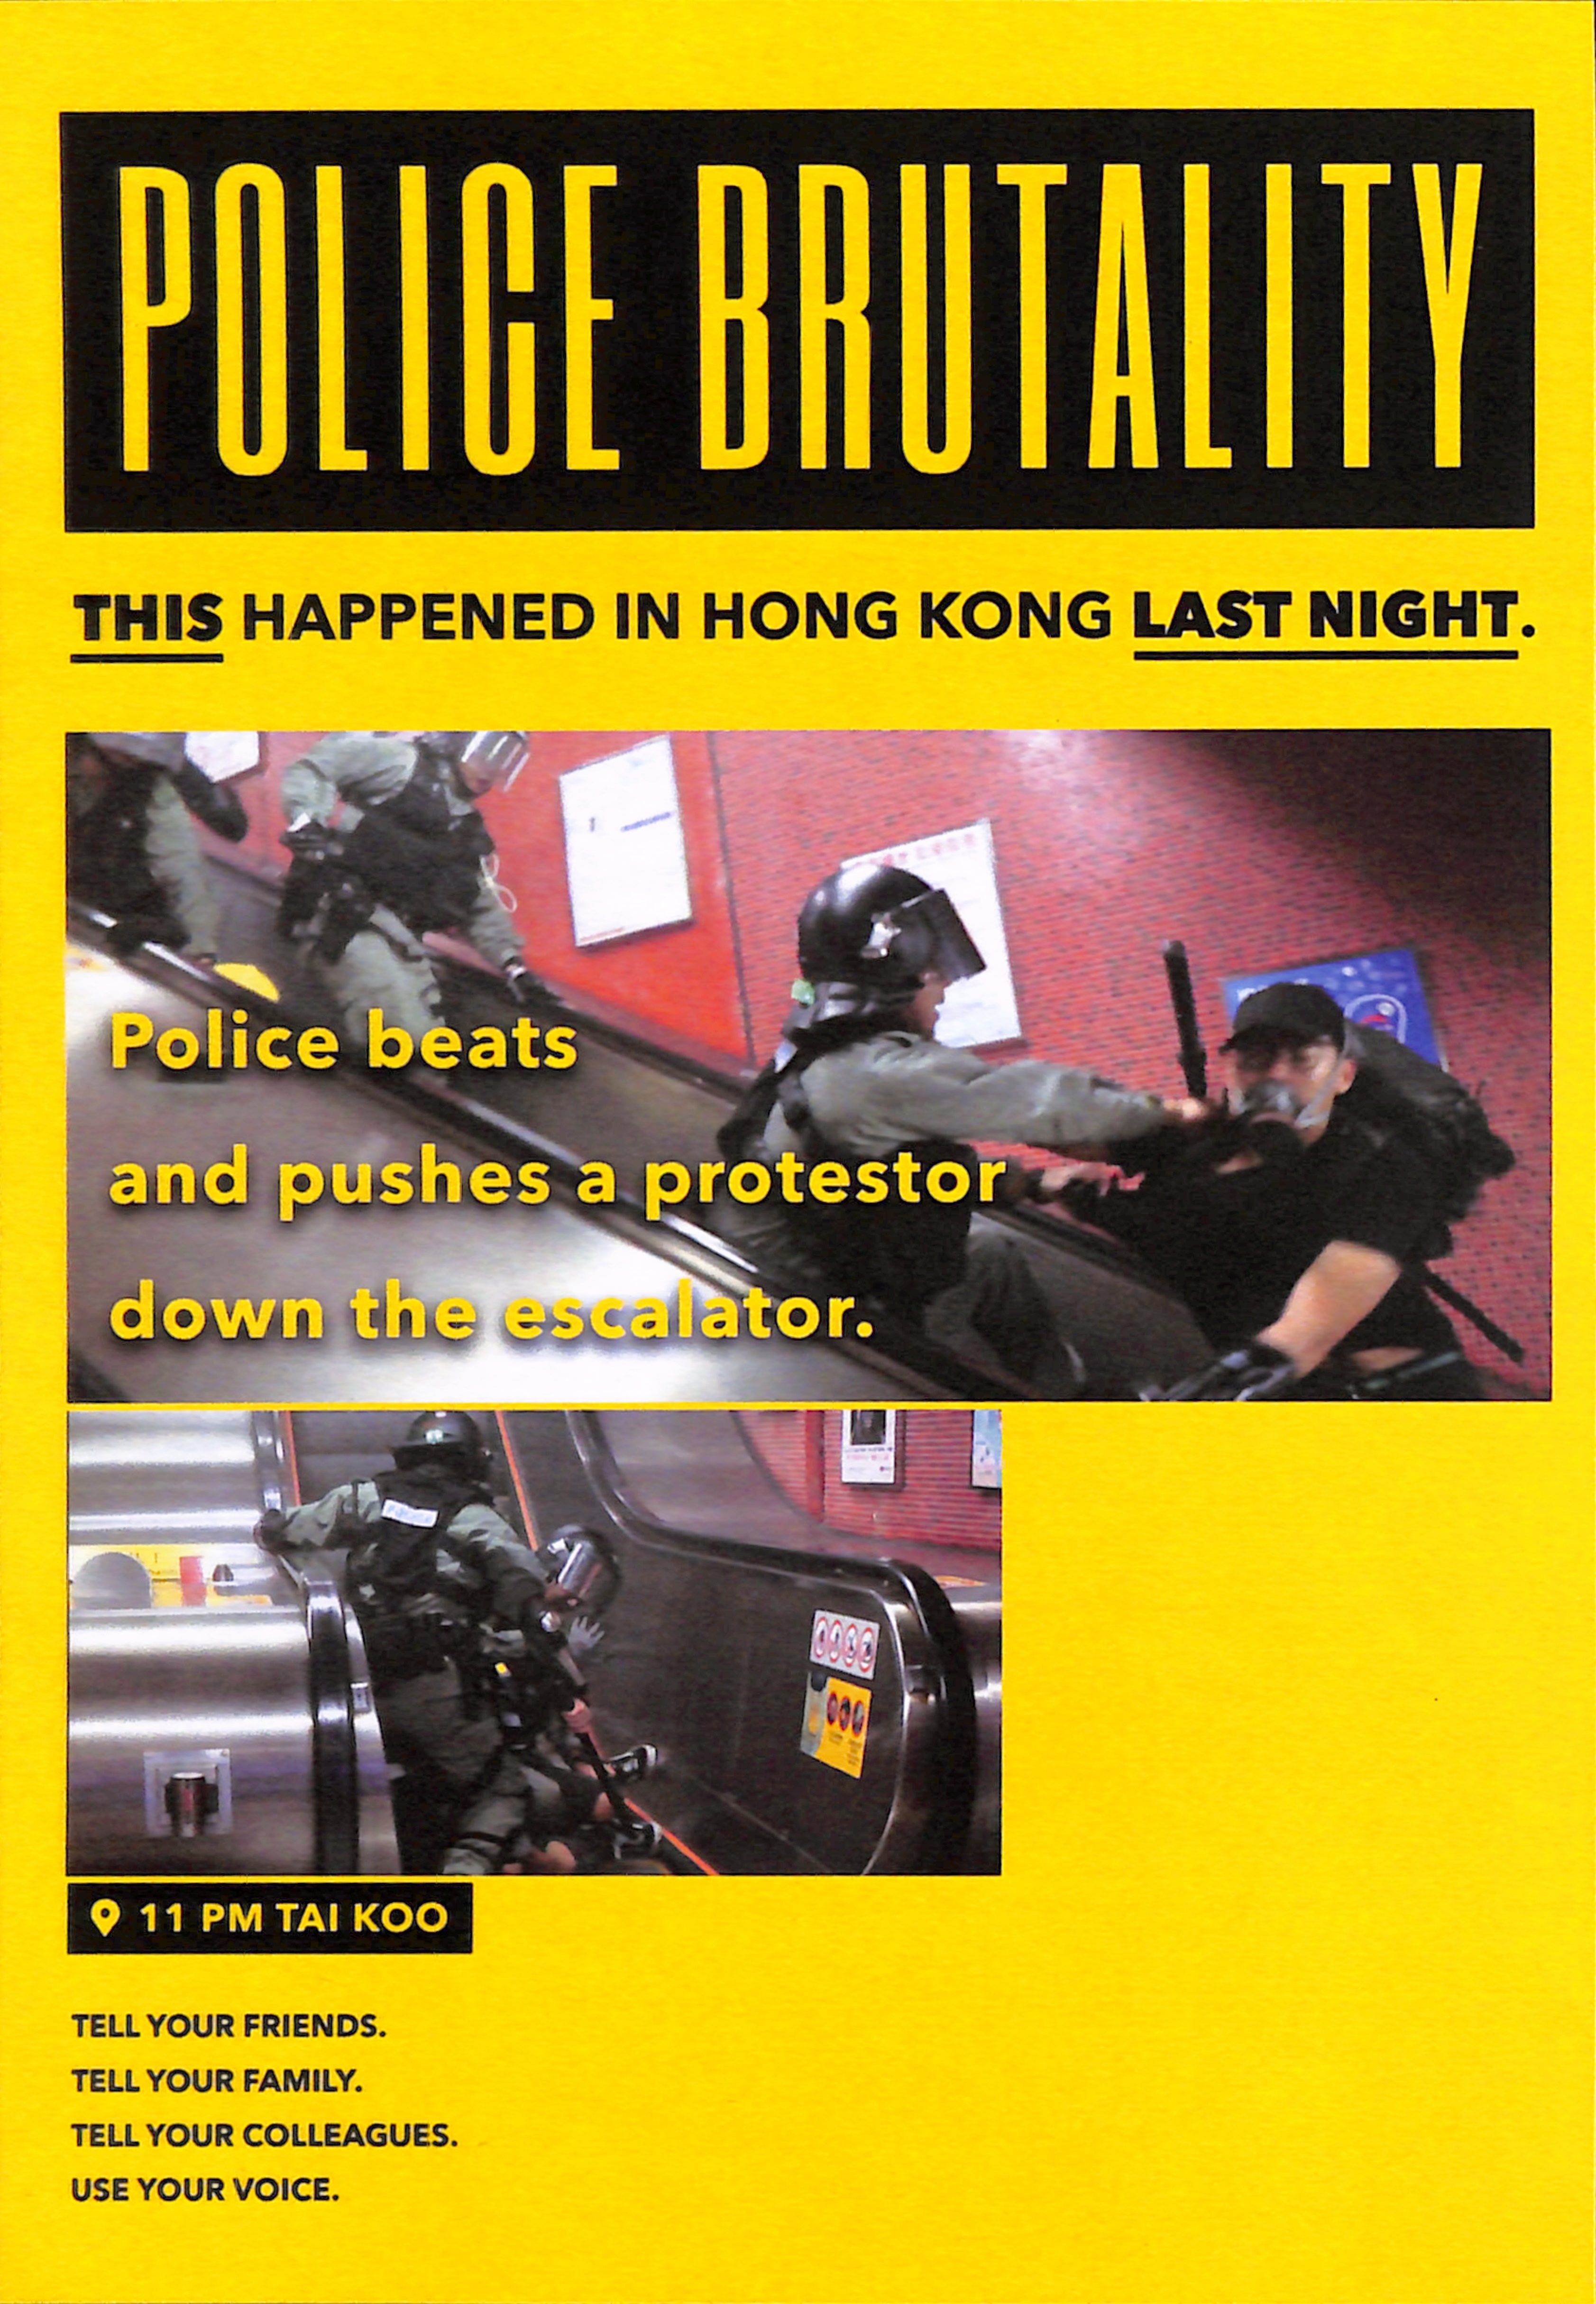 POLICE BRUTALITY
THIS HAPPENED IN HONG KONG LAST NIGHT.
Police beats
and pushes a protestor
down the escalator.
11 PM TAI KOO
TELL YOUR FRIENDS.
TELL YOUR FAMILY.
TELL YOUR COLLEAGUES.
USE YOUR VOICE.